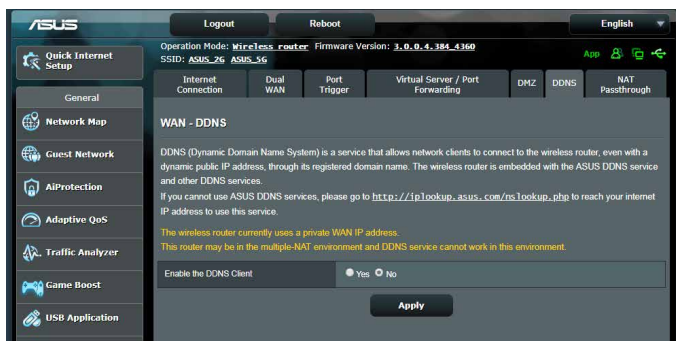 ASUS
Logout
Reboot
English
Quick Internet
Setup
Operation Mode: Wireless router Firmware Version: 3.0.0.4.384_4360
SSID: ASUS_2G ASUS_5G
App
Internet
Connection
Dual
WAN
Port
Trigger
Virtual Server / Port
Forwarding
DMZ
DDNS
NAT
Passthrough
General
Network Map
Guest Network
AiProtection
Adaptive QoS
Traffic Analyzer
Game Boost
USB Application
WAN - DDNS
DDNS (Dynamic Domain Name System) is a service that allows network clients to connect to the wireless router, even with a
dynamic public IP address, through its registered domain name. The wireless router is embedded with the ASUS DDNS service
and other DDNS services.
If you cannot use ASUS DDNS services, please go to http://iplookup.asus.com/nslookup.php to reach your internet
IP address to use this service.
The wireless router currently uses a private WAN IP
address.
This router may be in the multiple-NAT environment and DDNS service cannot work in this environment.
Enable the DDNS Client
Yes No
Apply